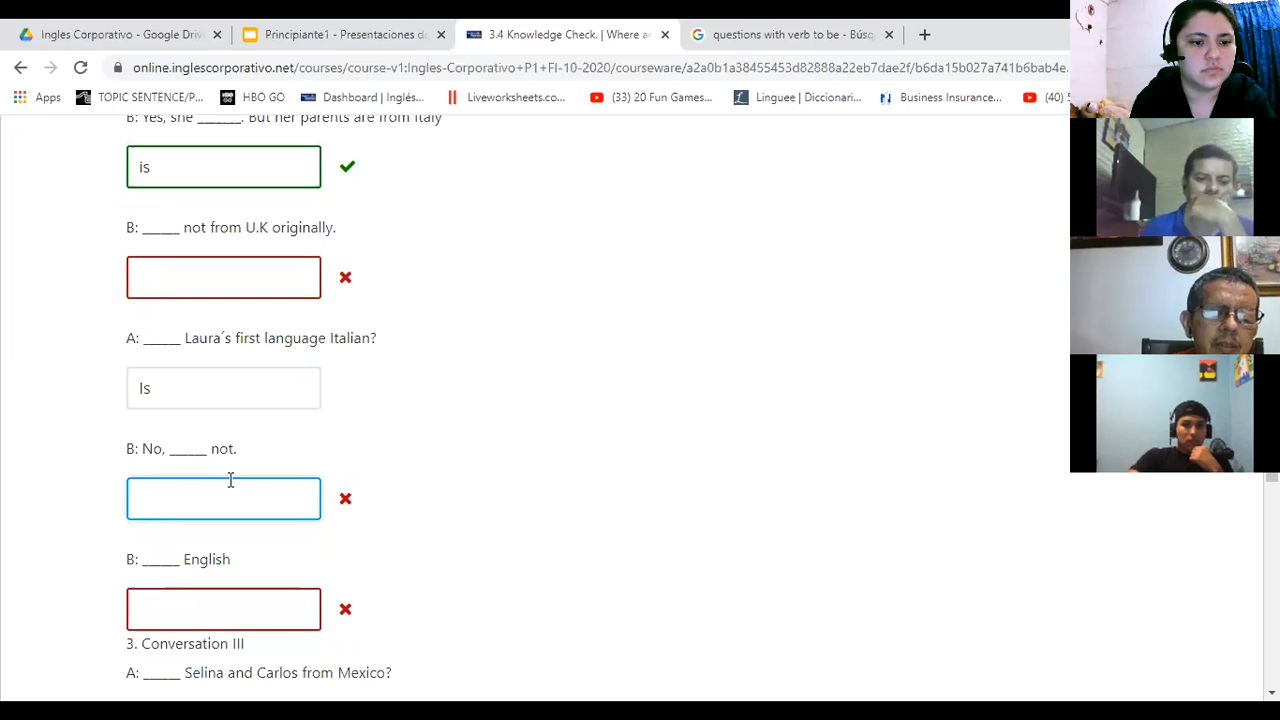 Ingles Corporativo - Google Driv
Principiante1 - Presentaciones de
3.4 Knowledge Check. | Where ar
questions with verb to be - Búsq
online.inglescorporativo.net/courses/course-v1:Ingles-Corporativo+P1+FI-10-2020/courseware/a2a0b1a38455453d82888a22eb7dae2f/b6da15b027a741b6bab4e.
Apps
TOPIC SENTENCE/P...
HBO GO
Dashboard | Inglés...
Liveworksheets.co...
(33) 20 Fun Games...
Linguee | Diccionari...
Business Insurance...
(40)
B: Yes, she _______. But her parents are from Italy
is
B: _____ not from U.K originally.
A: _____ Laura´s first language Italian?
Is
B: No, _____ not.
B: _____ English
3. Conversation III
A: _____ Selina and Carlos from Mexico?